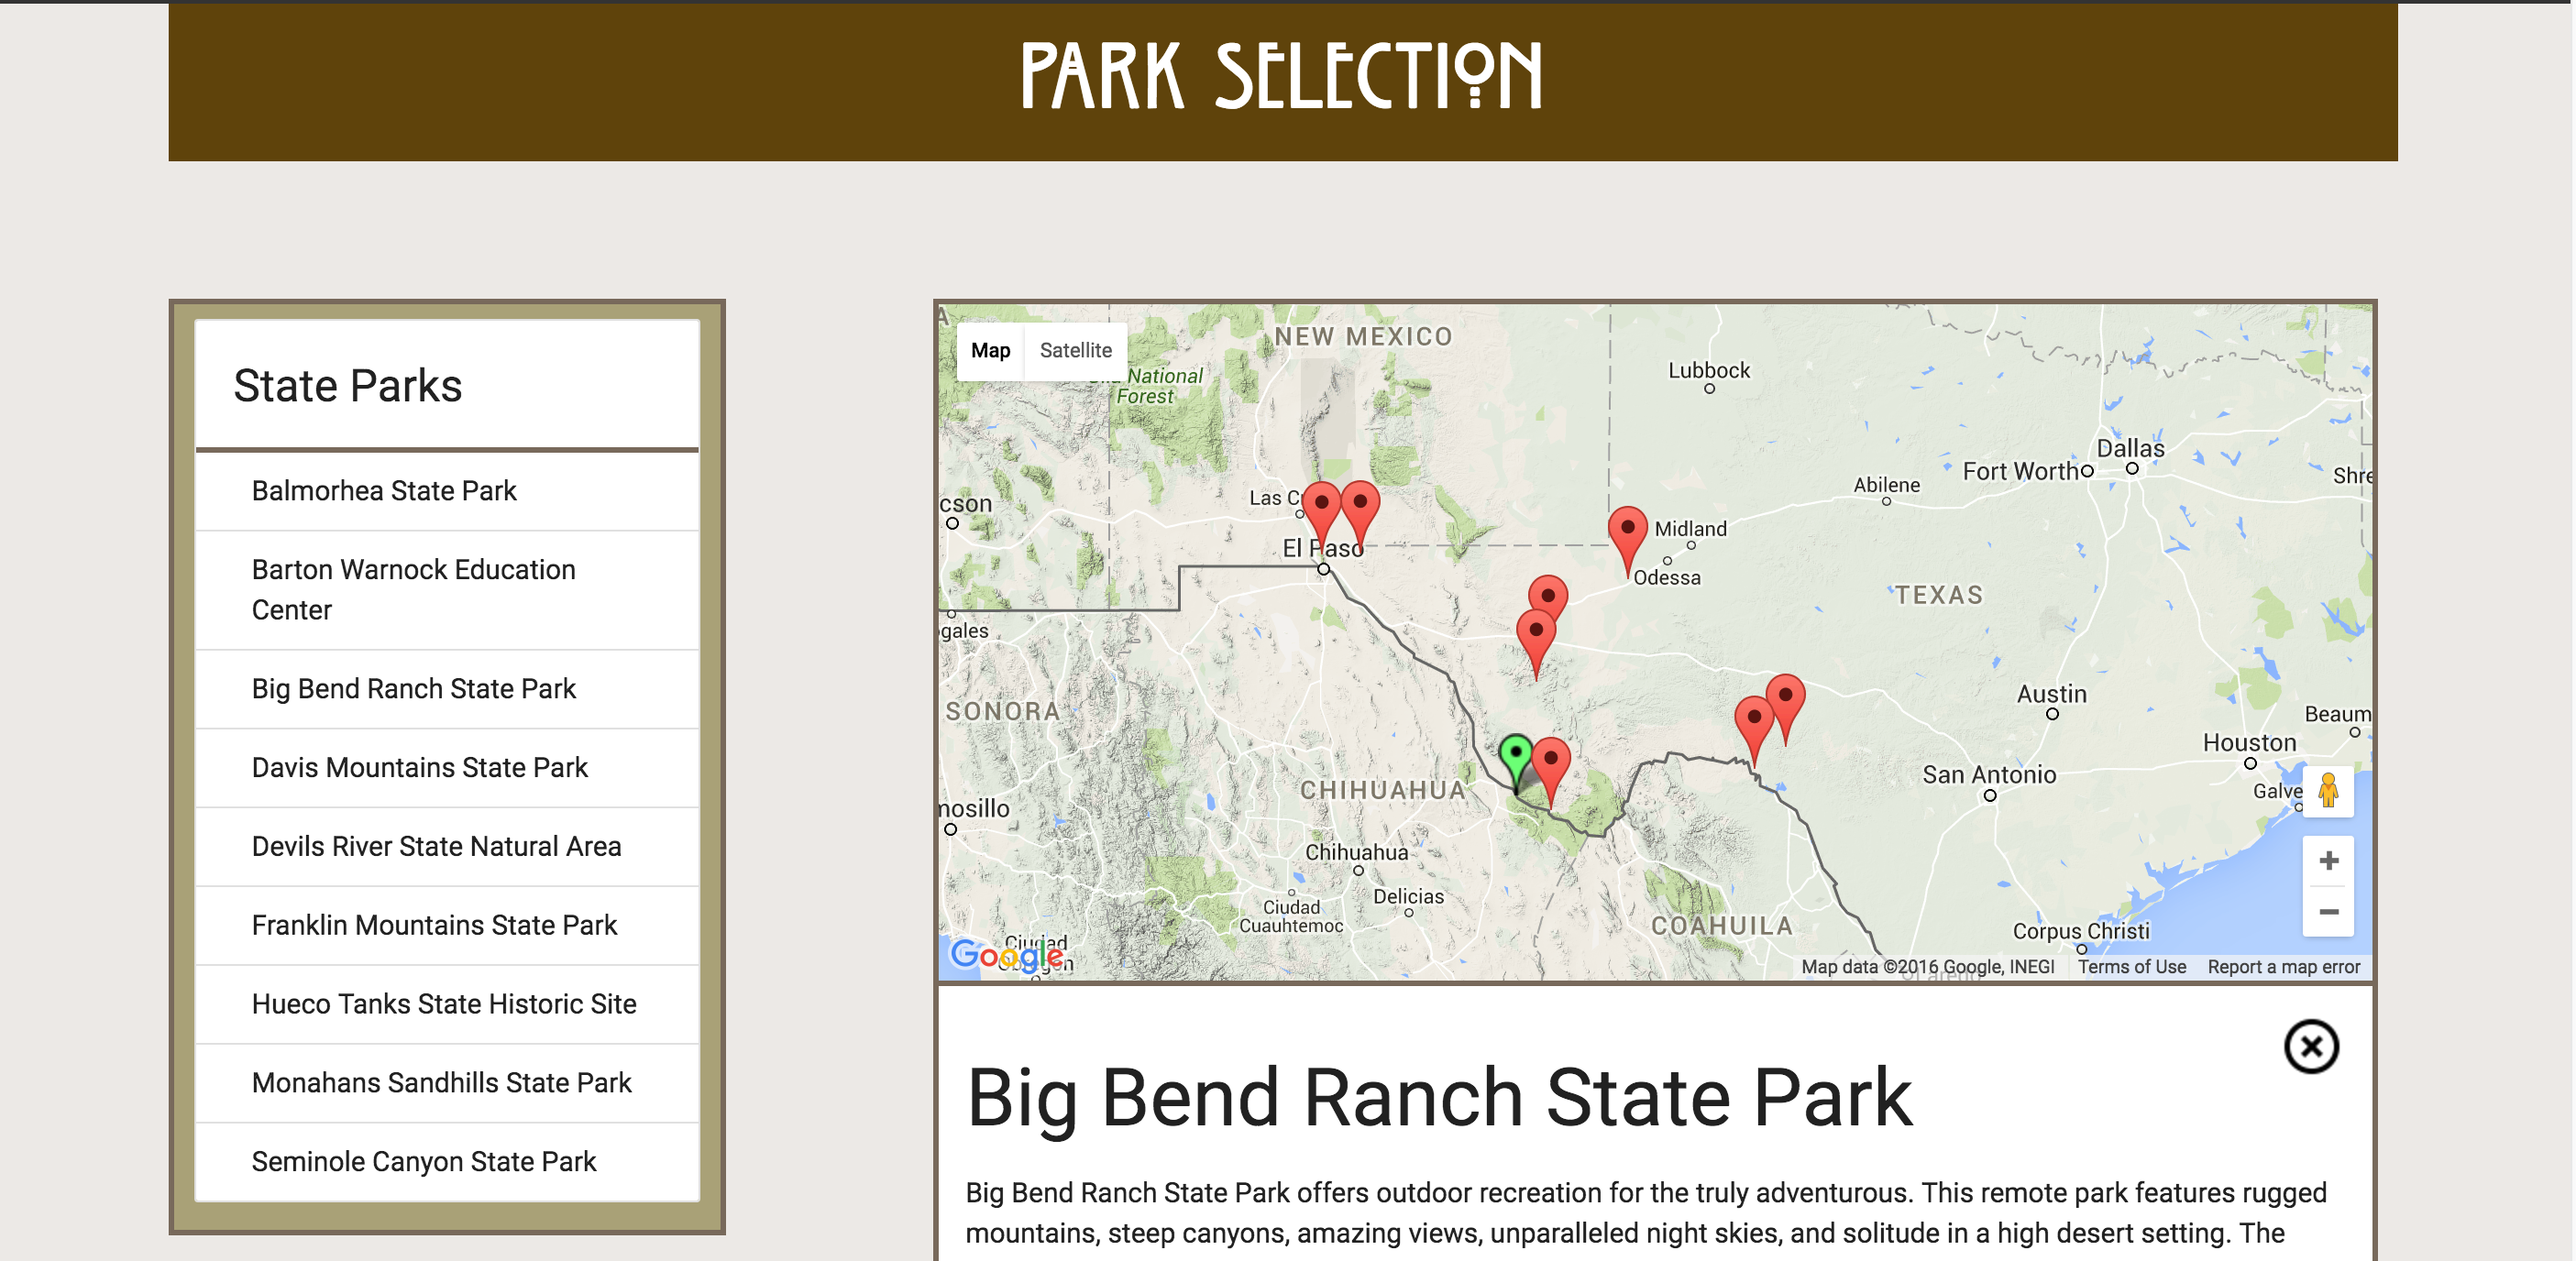 PARK SELECTION
State Parks
Balmorhea State Park
Barton Warnock Education
Center
Big Bend Ranch State Park
Davis Mountains State Park
Devils River State Natural Area
Franklin Mountains State Park
Hueco Tanks State Historic Site
Monahans Sandhills State Park
Seminole Canyon State Park
Map Satellite
NEW MEXICO
National
Forest
Lubbock
Dallas
Fort Worth
Abilene
Shre
Las C
cson
Midland
El Paso
Odessa
TEXAS
gales
SONORA
Austin
Beaum
Houston
San Antonio
CHIHUAHUA
Galve
mosillo
Chihuahua
Delicias
Ciudad
Cuauhtemoc
COAHUILA
Corpus Christi
Ciudad
Google
Map data ©2016 Google, INEGI Terms of Use Report a map error
Big Bend Ranch State Park
Big Bend Ranch State Park offers outdoor recreation for the truly adventurous. This remote park features rugged
mountains, steep canyons, amazing views, unparalleled night skies, and solitude in a high desert setting. The